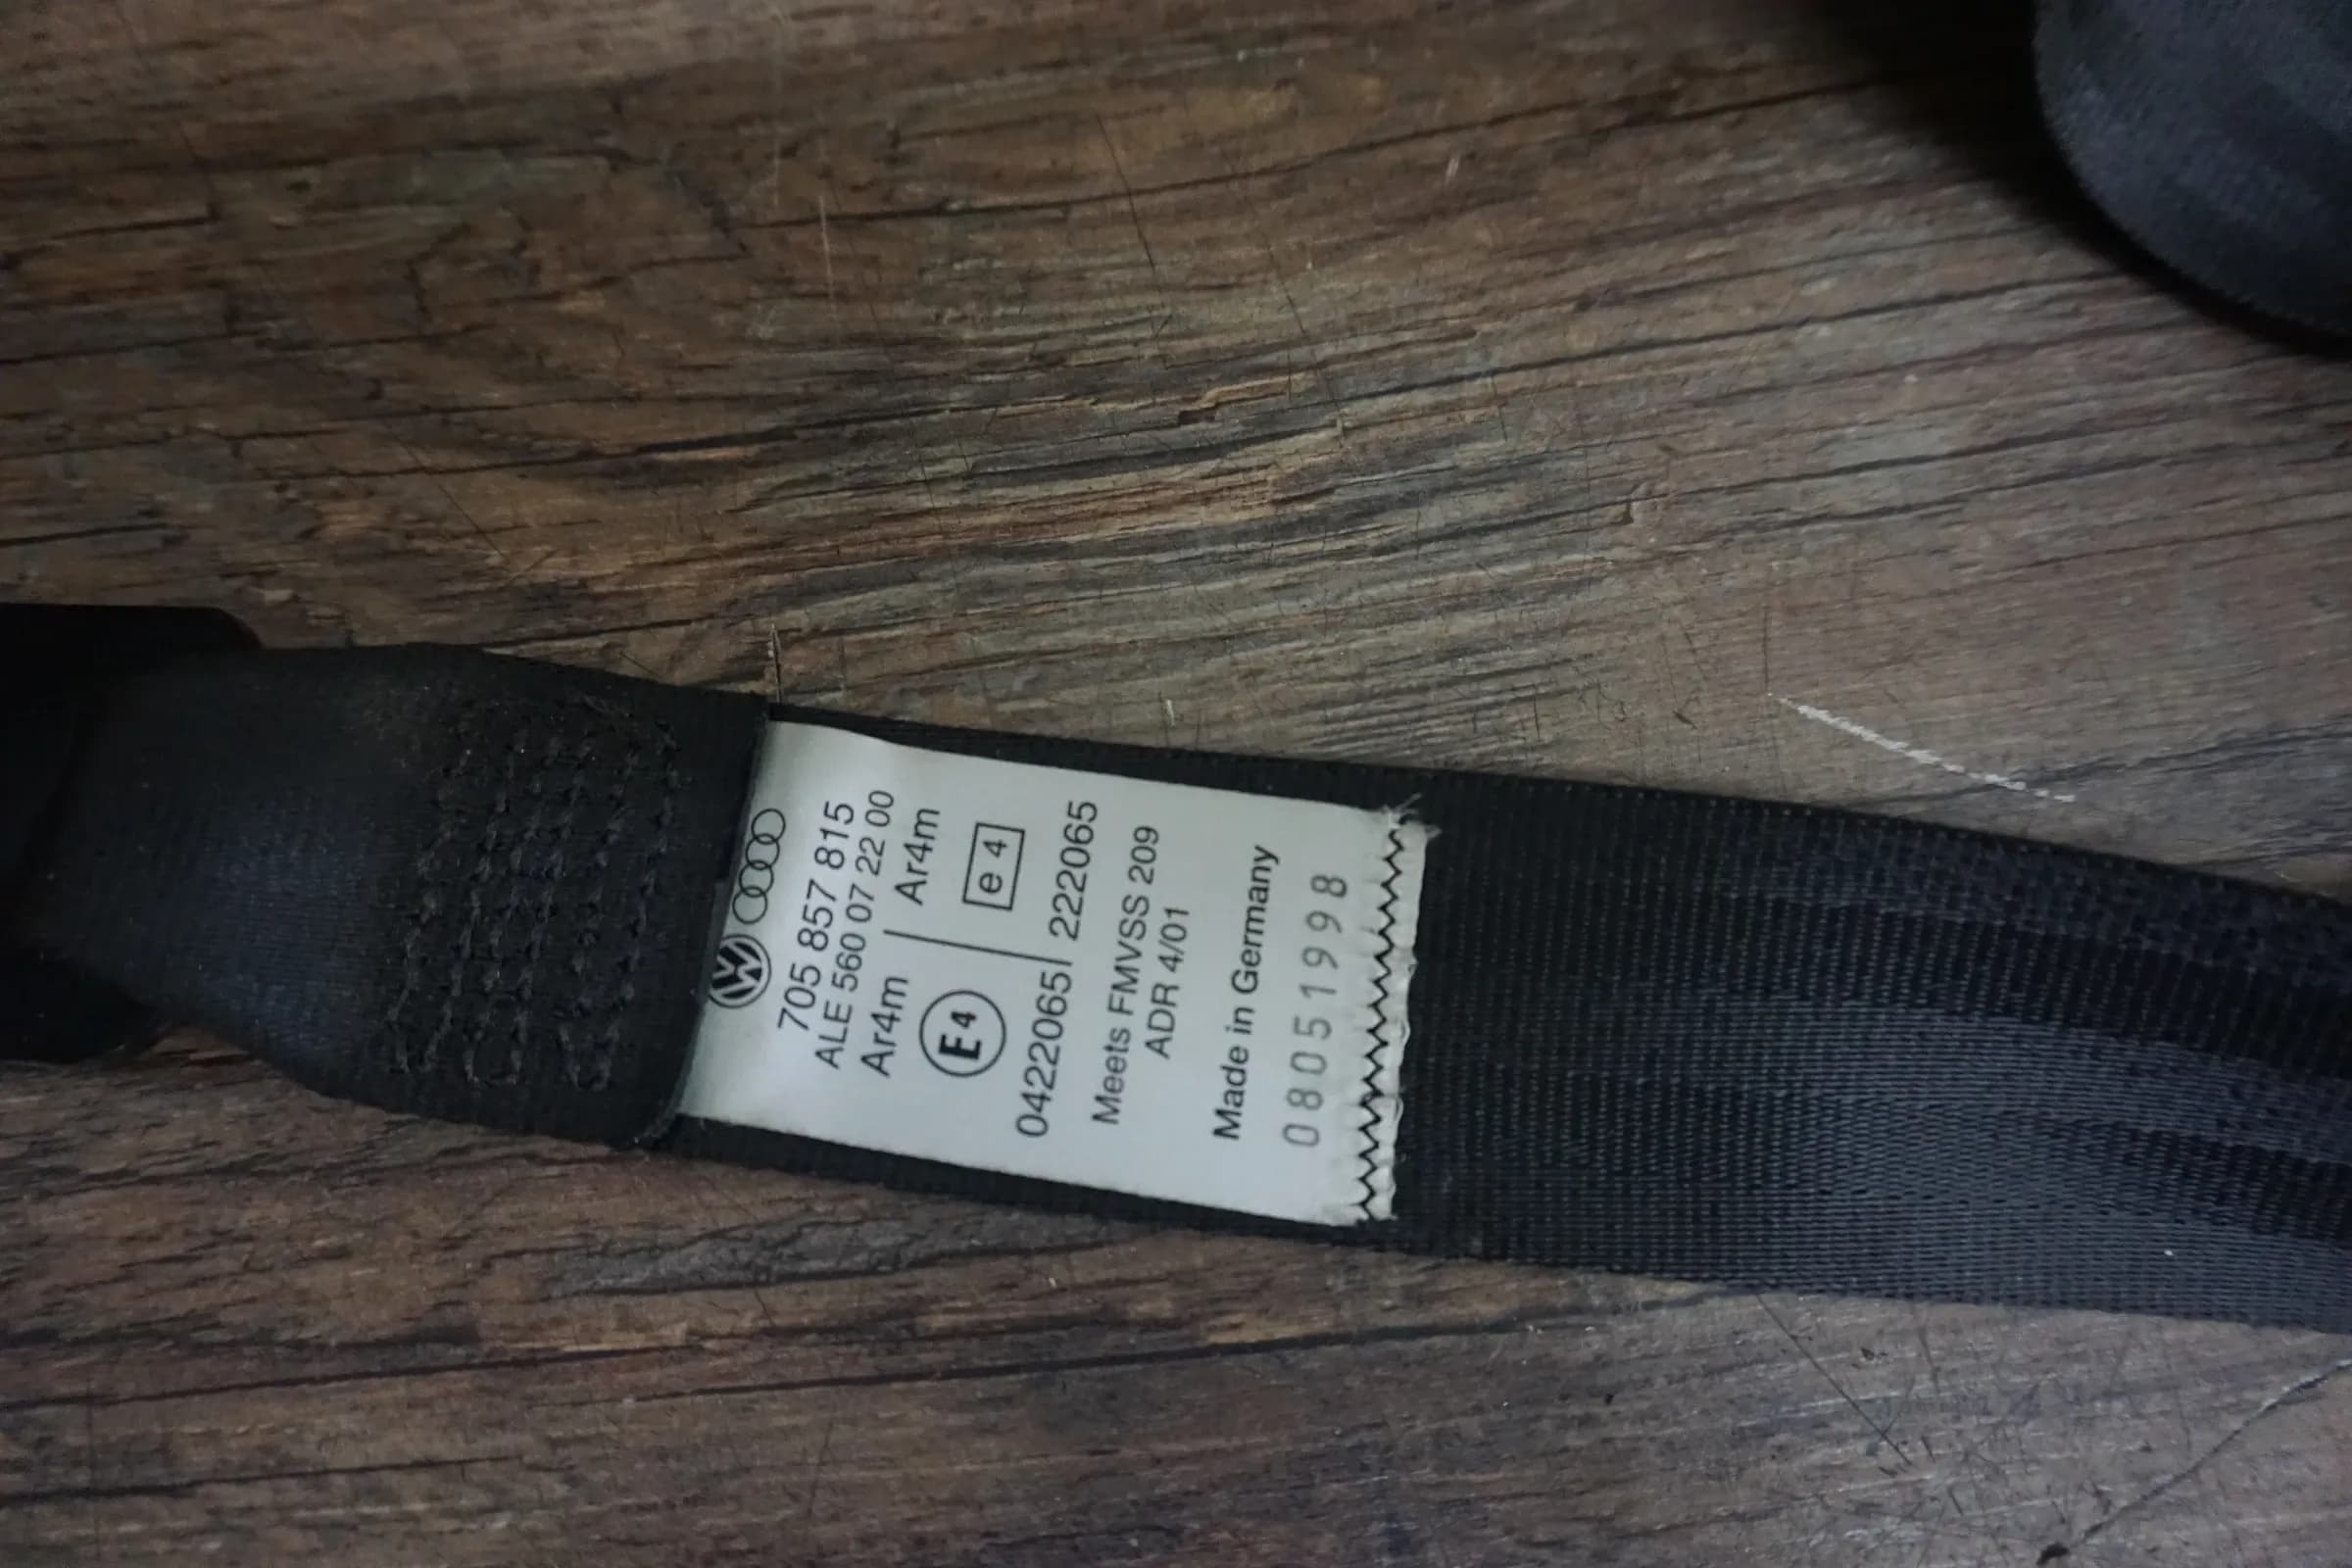 705 857 815
ALE 560 07 22 00
Ar4m | Ar4m
E4 | e 4
0422065 | 222065
Meets FMVSS 209
ADR 4/01
Made in Germany
08051998